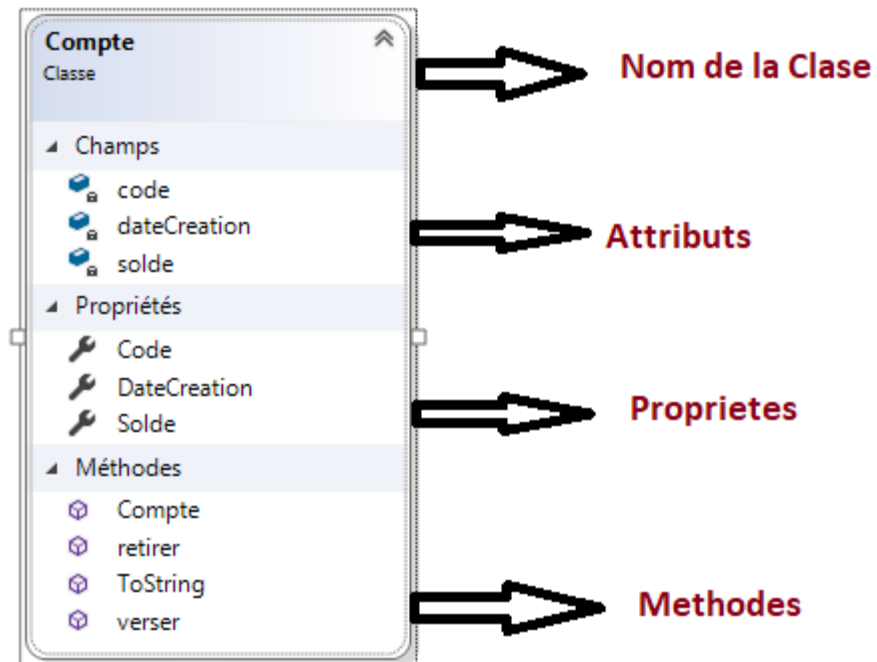 Compte
Classe
Nom de la Clase
Champs
code
dateCreation
solde
Attributs
Propriétés
Code
DateCreation
Solde
Proprietes
Méthodes
Compte
retirer
ToString
verser
Methodes